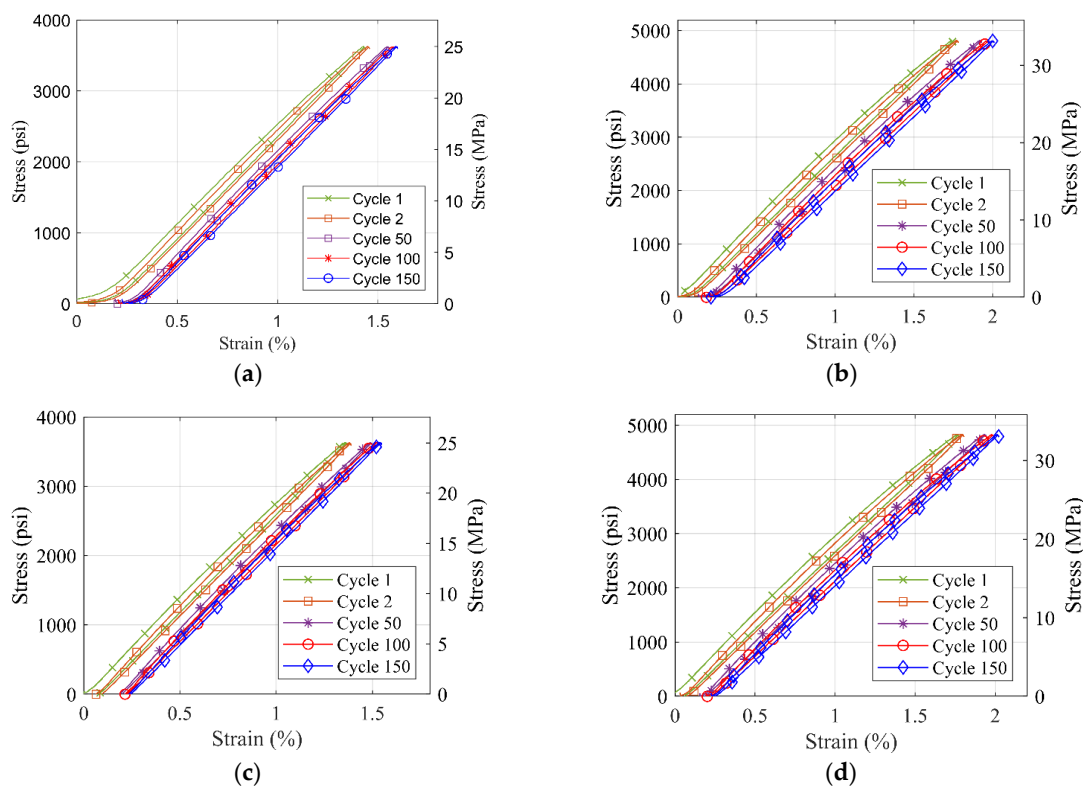 4000
3000
2000
1000
0
Stress (psi)
25
20
15
10
5
0
Stress (MPa)
0.5
1
1.5
Strain (%)
Cycle 1
Cycle 2
Cycle 50
Cycle 100
Cycle 150
(a)
5000
4000
3000
2000
1000
0
Stress (psi)
30
20
10
0
Stress (MPa)
0
0.5
1
1.5
2
Strain (%)
Cycle 1
Cycle 2
Cycle 50
Cycle 100
Cycle 150
(b)
4000
3000
2000
1000
0
Stress (psi)
25
20
15
10
5
0
Stress (MPa)
0
0.5
1
1.5
Strain (%)
Cycle 1
Cycle 2
Cycle 50
Cycle 100
Cycle 150
(c)
5000
4000
3000
2000
1000
0
Stress (psi)
30
20
10
0
Stress (MPa)
0
0.5
1
1.5
2
Strain (%)
Cycle 1
Cycle 2
Cycle 50
Cycle 100
Cycle 150
(d)